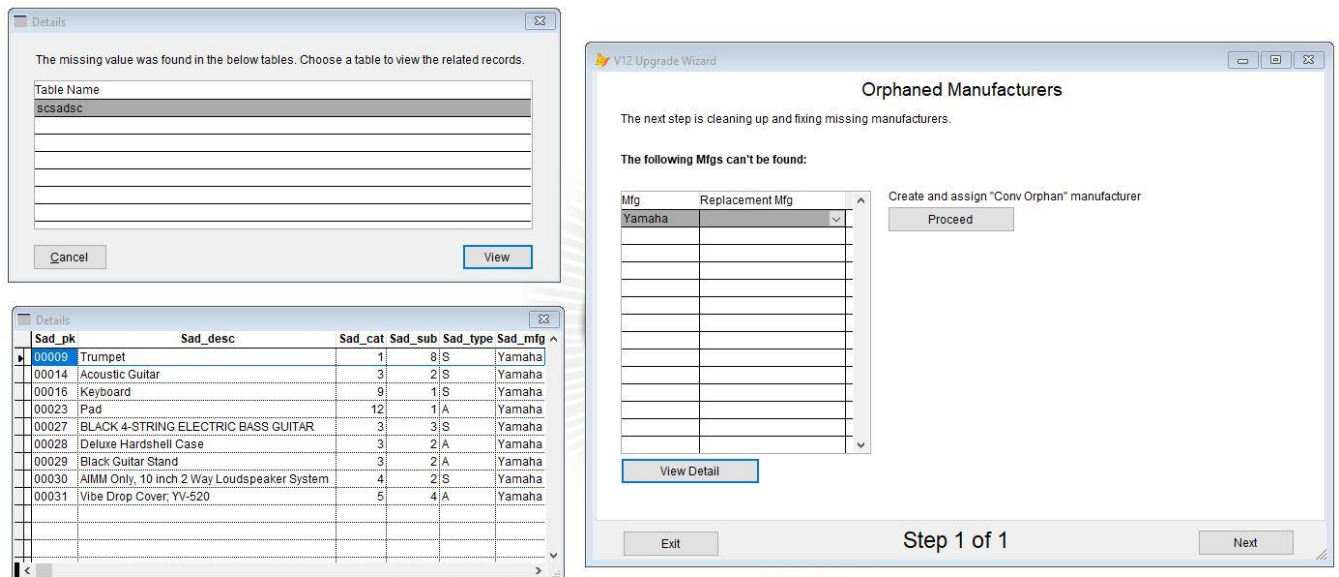 Details
The missing value was found in the below tables. Choose a table to view the related records.
Table Name
scsadsc
Cancel
View
Details
Sad_pk Sad_desc Sad_cat Sad_sub Sad_type Sad_mfg
00009 Trumpet 1 8 S Yamaha
00014 Acoustic Guitar 3 2 S Yamaha
00016 Keyboard 9 1 S Yamaha
00023 Pad 12 1 A Yamaha
00027 BLACK 4-STRING ELECTRIC BASS GUITAR 3 3 S Yamaha
00028 Deluxe Hardshell Case 3 2 A Yamaha
00029 Black Guitar Stand 3 2 A Yamaha
00030 AIMM Only, 10 inch 2 Way Loudspeaker System 4 2 S Yamaha
00031 Vibe Drop Cover; YV-520 5 4 A Yamaha
V12 Upgrade Wizard
Orphaned Manufacturers
The next step is cleaning up and fixing missing manufacturers.
The following Mfgs can't be found:
Mfg Replacement Mfg
Yamaha
Create and assign "Conv Orphan" manufacturer
Proceed
View Detail
Exit
Step 1 of 1
Next